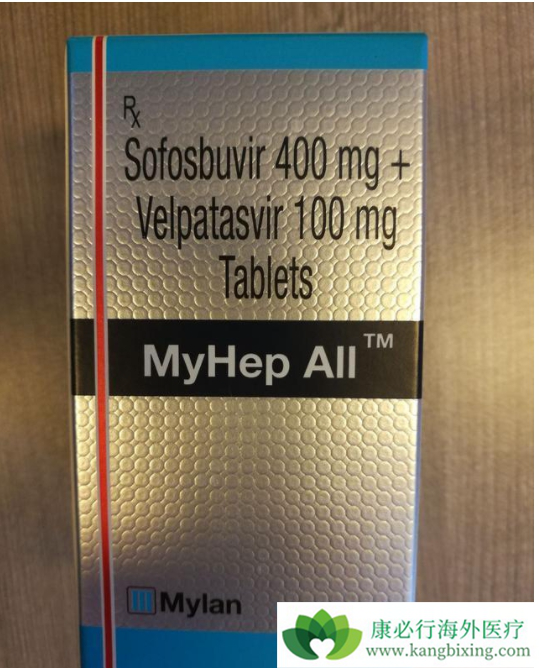 Rx
Sofosbuvir 400 mg +
Velpatasvir 100 mg
Tablets
MyHep All™
Mylan
康必行海外医疗
www.kangbixing.com